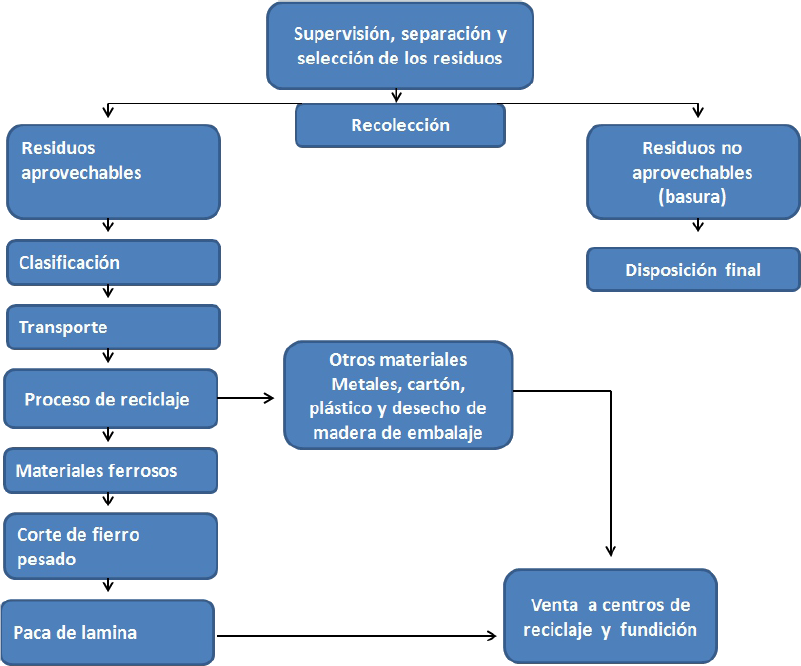 Supervisión, separación y
selección de los residuos
Recolección
Residuos
aprovechables
Residuos no
aprovechables
(basura)
Clasificación
Disposición final
Transporte
Proceso de reciclaje
Otros materiales
Metales, cartón,
plástico y desecho de
madera de embalaje
Materiales ferrosos
Corte de fierro
pesado
Paca de lamina
Venta a centros de
reciclaje y fundición